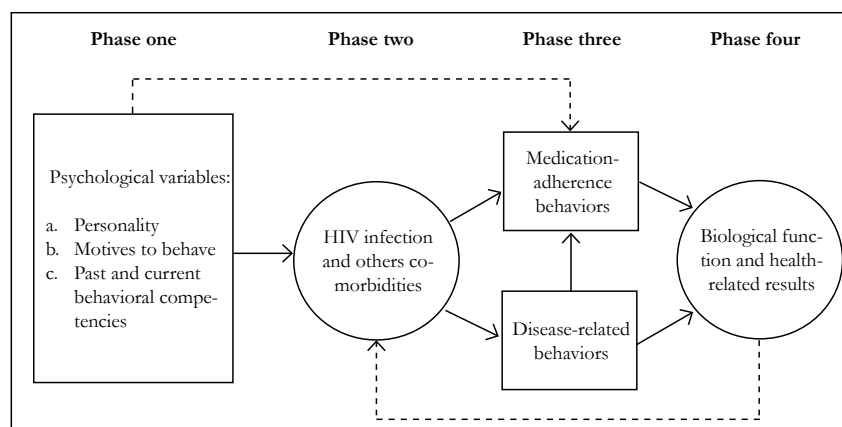 Phase one
Phase two
Phase three
Phase four
Psychological variables:
a. Personality
b. Motives to behave
c. Past and current
behavioral compe-
tencies
HIV infection
and others co-
morbidities
Medication-
adherence
behaviors
Disease-related
behaviors
Biological func-
tion and health-
related results